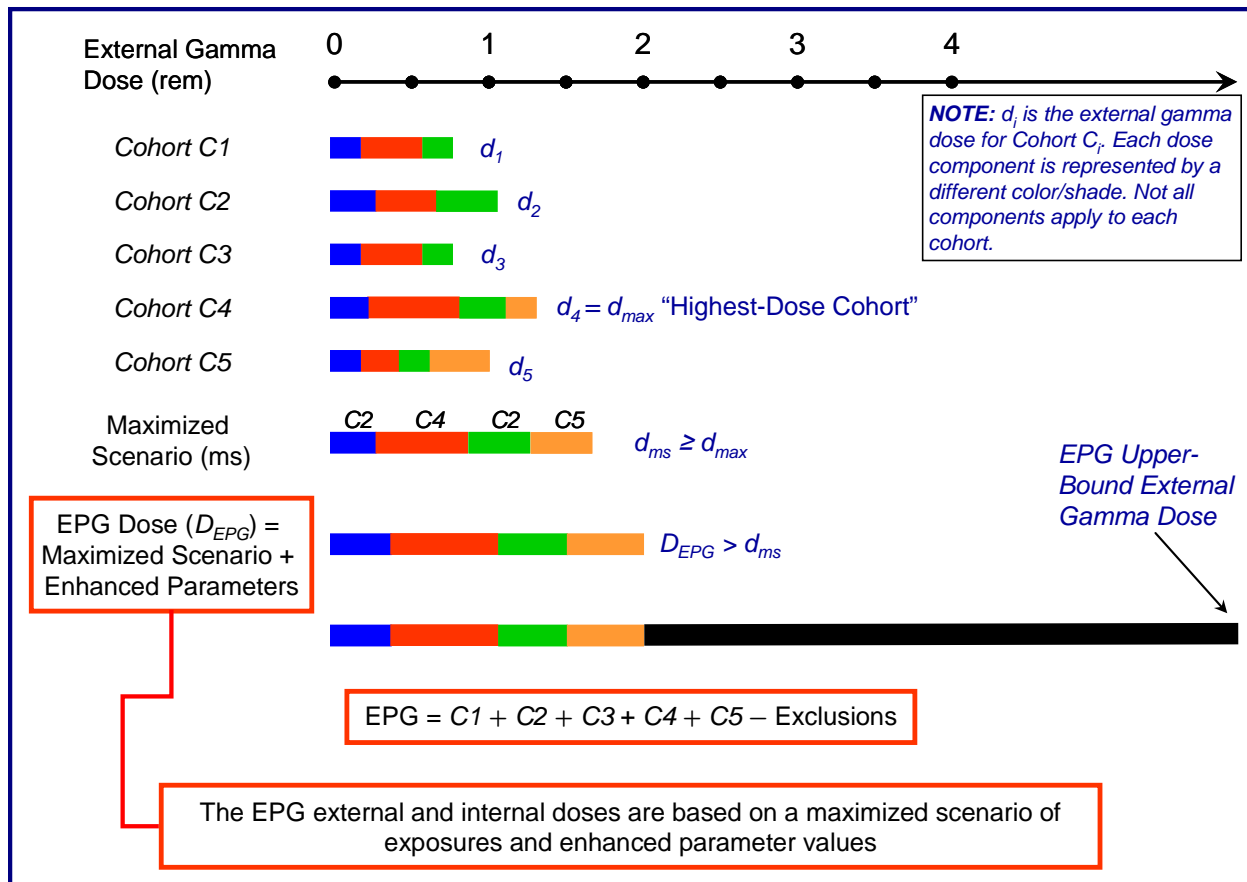 External Gamma
Dose (rem)
0 1 2 3 4
NOTE: di is the external gamma
dose for Cohort Ci. Each dose
component is represented by a
different color/shade. Not all
components apply to each
cohort.
Cohort C1
d1
Cohort C2
d2
Cohort C3
d3
Cohort C4
d4 = dmax “Highest-Dose Cohort”
Cohort C5
d5
Maximized
Scenario (ms)
C2 C4 C2 C5
dms ≥ dmax
EPG Upper-
Bound External
Gamma Dose
EPG Dose (DEPG) =
Maximized Scenario +
Enhanced Parameters
DEPG > dms
EPG = C1 + C2 + C3 + C4 + C5 – Exclusions
The EPG external and internal doses are based on a maximized scenario of
exposures and enhanced parameter values